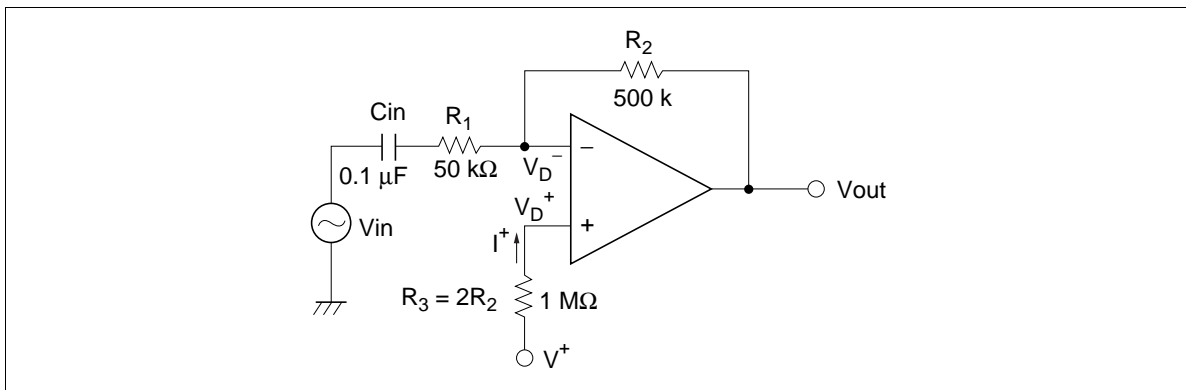 R2
500 k
Cin
R1
0.1 μF
50 kΩ
VD−
−
Vin
VD+
+
Vout
I+
R3 = 2R2
1 MΩ
V+